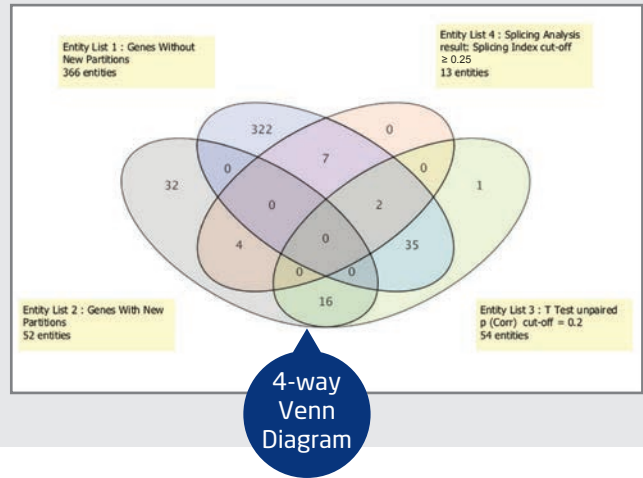 Entity List 1 : Genes Without
New Partitions
366 entities
Entity List 4 : Splicing Analysis
result: Splicing Index cut-off
≥ 0.25
13 entities
322
0
7
0
0
32
1
0
2
4
0
35
0
0
16
Entity List 2 : Genes With New
Partitions
52 entities
Entity List 3 : T Test unpaired
p (Corr) cut-off = 0.2
54 entities
4-way
Venn
Diagram